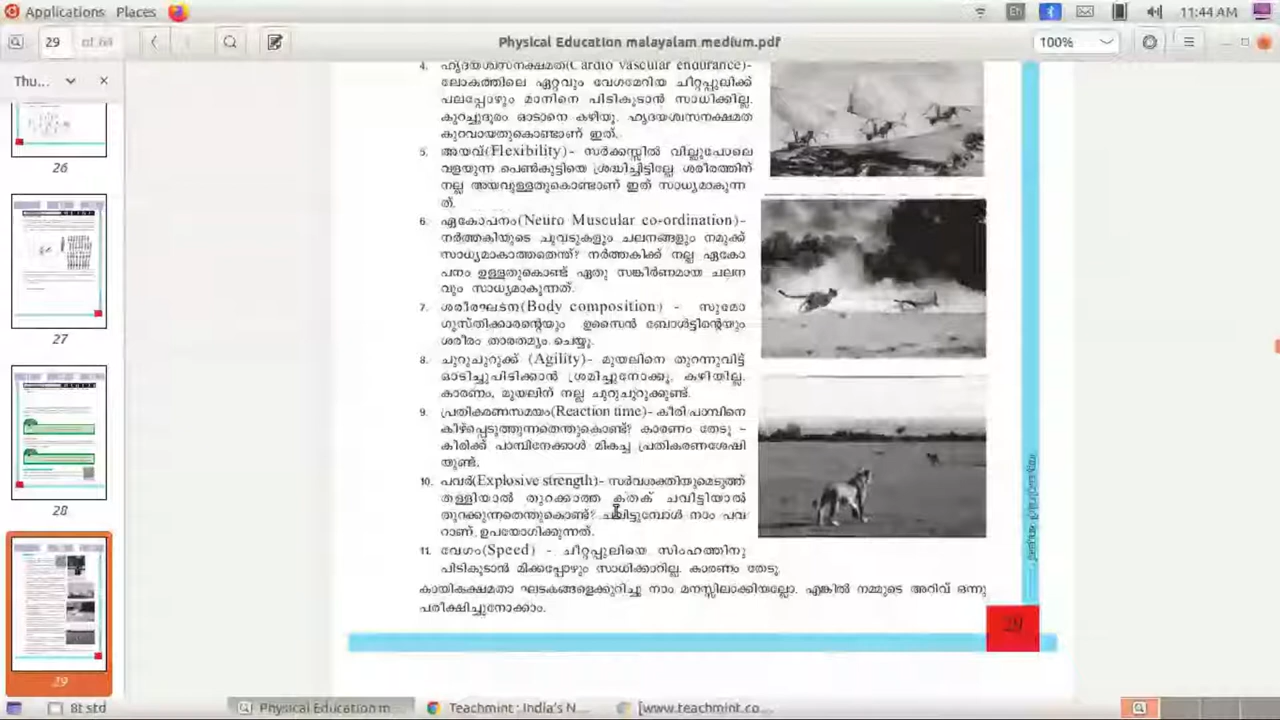 Applications Places En 11:44 AM
29 of 68 Physical Education malayalam medium.pdf 100%
Thu...
26
27
28
29
4. ഹൃദയശ്വസനക്ഷമത(Cardio vascular endurance)-
ലോകത്തിലെ ഏറ്റവും വേഗമേറിയ ചീറ്റപ്പുലിക്ക്
പലപ്പോഴും മാനിനെ പിടികൂടാൻ സാധിക്കില്ല.
കുറച്ചുദൂരം ഓടാനെ കഴിയൂ. ഹൃദയശ്വസനക്ഷമത
കുറവായതുകൊണ്ടാണ് ഇത്.
5. അയവ്(Flexibility)- സർക്കസ്സിൽ വില്ലുപോലെ
വളയുന്ന പെൺകുട്ടിയെ ശ്രദ്ധിച്ചിട്ടില്ലേ ശരീരത്തിന്
നല്ല അയവുള്ളതുകൊണ്ടാണ് ഇത് സാധ്യമാകുന്ന
ത്.
6. ഏകോപനം(Neuro Muscular co-ordination)-
നർത്തകിയുടെ ചുവടുകളും ചലനങ്ങളും നമുക്ക്
സാധ്യമാകാത്തതെന്ത്? നർത്തകിക്ക് നല്ല ഏകോ
പനം ഉള്ളതുകൊണ്ട് ഏതു സങ്കീർണമായ ചലന
വും സാധ്യമാകുന്നത്.
7. ശരീരഘടന(Body composition) - സുമോ
ഗുസ്തിക്കാരന്റെയും ഉസൈൻ ബോൾട്ടിന്റെയും
ശരീരം താരതമ്യം ചെയ്യൂ.
8. ചുറുചുറുക്ക് (Agility)- മുയലിനെ തുറന്നുവിട്ട്
ഓടിച്ചുപിടിക്കാൻ ശ്രമിച്ചുനോക്കൂ, കഴിയില്ല.
കാരണം, മുയലിന് നല്ല ചുറുചുറുക്കുണ്ട്.
9. പ്രതികരണസമയം(Reaction time)- കീരി പാമ്പിനെ
കീഴ്പ്പെടുത്തുന്നതെന്തുകൊണ്ട്? കാരണം തേടൂ -
കീരിക്ക് പാമ്പിനേക്കാൾ മികച്ച പ്രതികരണശേഷി
യുണ്ട്.
10. പവർ(Explosive strength)- സർവശക്തിയുമെടുത്ത്
തള്ളിയാൽ തുറക്കാത്ത കതക് ചവിട്ടിയാൽ
തുറക്കുന്നതെന്തുകൊണ്ട്? ചവിട്ടുമ്പോൾ നാം പവ
റാണ് ഉപയോഗിക്കുന്നത്.
11. വേഗം(Speed) - ചീറ്റപ്പുലിയെ സിംഹത്തിനു
പിടികൂടാൻ മിക്കപ്പോഴും സാധിക്കാറില്ല. കാരണം തേടൂ.
കായികക്ഷമതാ ഘടകങ്ങളെക്കുറിച്ചു നാം മനസ്സിലാക്കിയല്ലോ. എങ്കിൽ നമ്മുടെ അറിവ് ഒന്നു
പരീക്ഷിച്ചുനോക്കാം.
29
8t std Physical Education m... Teachmint : India's N... [www.teachmint.co...